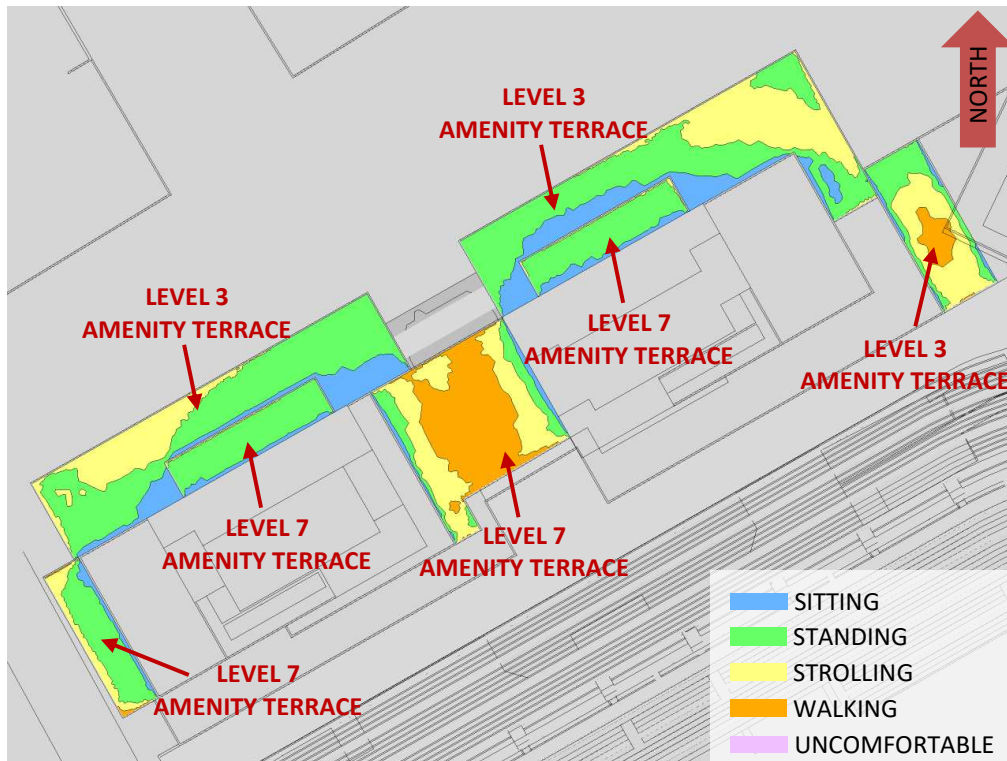 NORTH
LEVEL 3
AMENITY TERRACE
LEVEL 3
AMENITY TERRACE
LEVEL 7
AMENITY TERRACE
LEVEL 3
AMENITY TERRACE
LEVEL 7
AMENITY TERRACE
LEVEL 7
AMENITY TERRACE
LEVEL 7
AMENITY TERRACE
SITTING
STANDING
STROLLING
WALKING
UNCOMFORTABLE